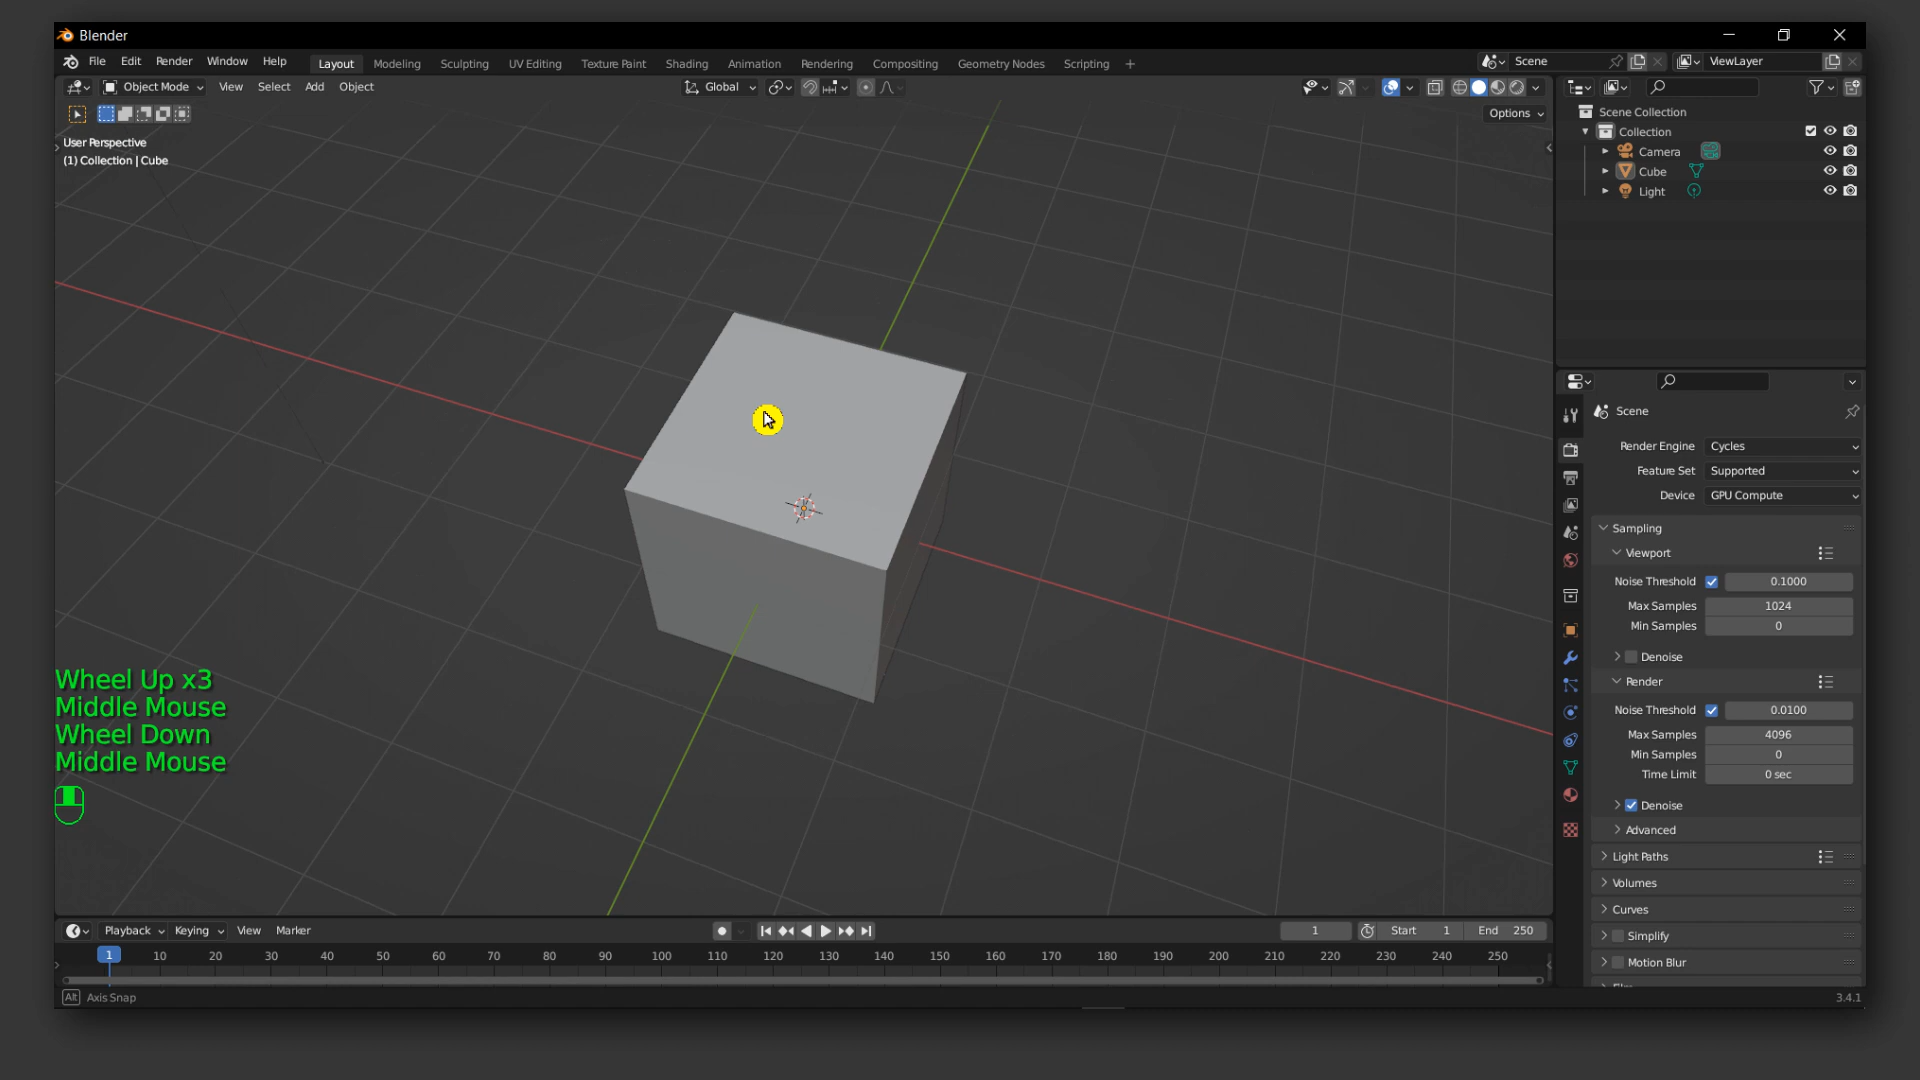 Blender
File Edit Render Window Help Layout Modeling Sculpting UV Editing Texture Paint Shading Animation Rendering Compositing Geometry Nodes Scripting + Scene ViewLayer
Object Mode View Select Add Object Global
Options
User Perspective
(1) Collection | Cube
Scene Collection
Collection
Camera
Cube
Light
Scene
Render Engine Cycles
Feature Set Supported
Device GPU Compute
Sampling
Viewport
Noise Threshold 0.1000
Max Samples 1024
Min Samples 0
Denoise
Render
Noise Threshold 0.0100
Max Samples 4096
Min Samples 0
Time Limit 0 sec
Denoise
Advanced
Light Paths
Volumes
Curves
Simplify
Motion Blur
Wheel Up x3
Middle Mouse
Wheel Down
Middle Mouse
Playback Keying View Marker 1 Start 1 End 250
1 10 20 30 40 50 60 70 80 90 100 110 120 130 140 150 160 170 180 190 200 210 220 230 240 250
Alt Axis Snap 3.4.1